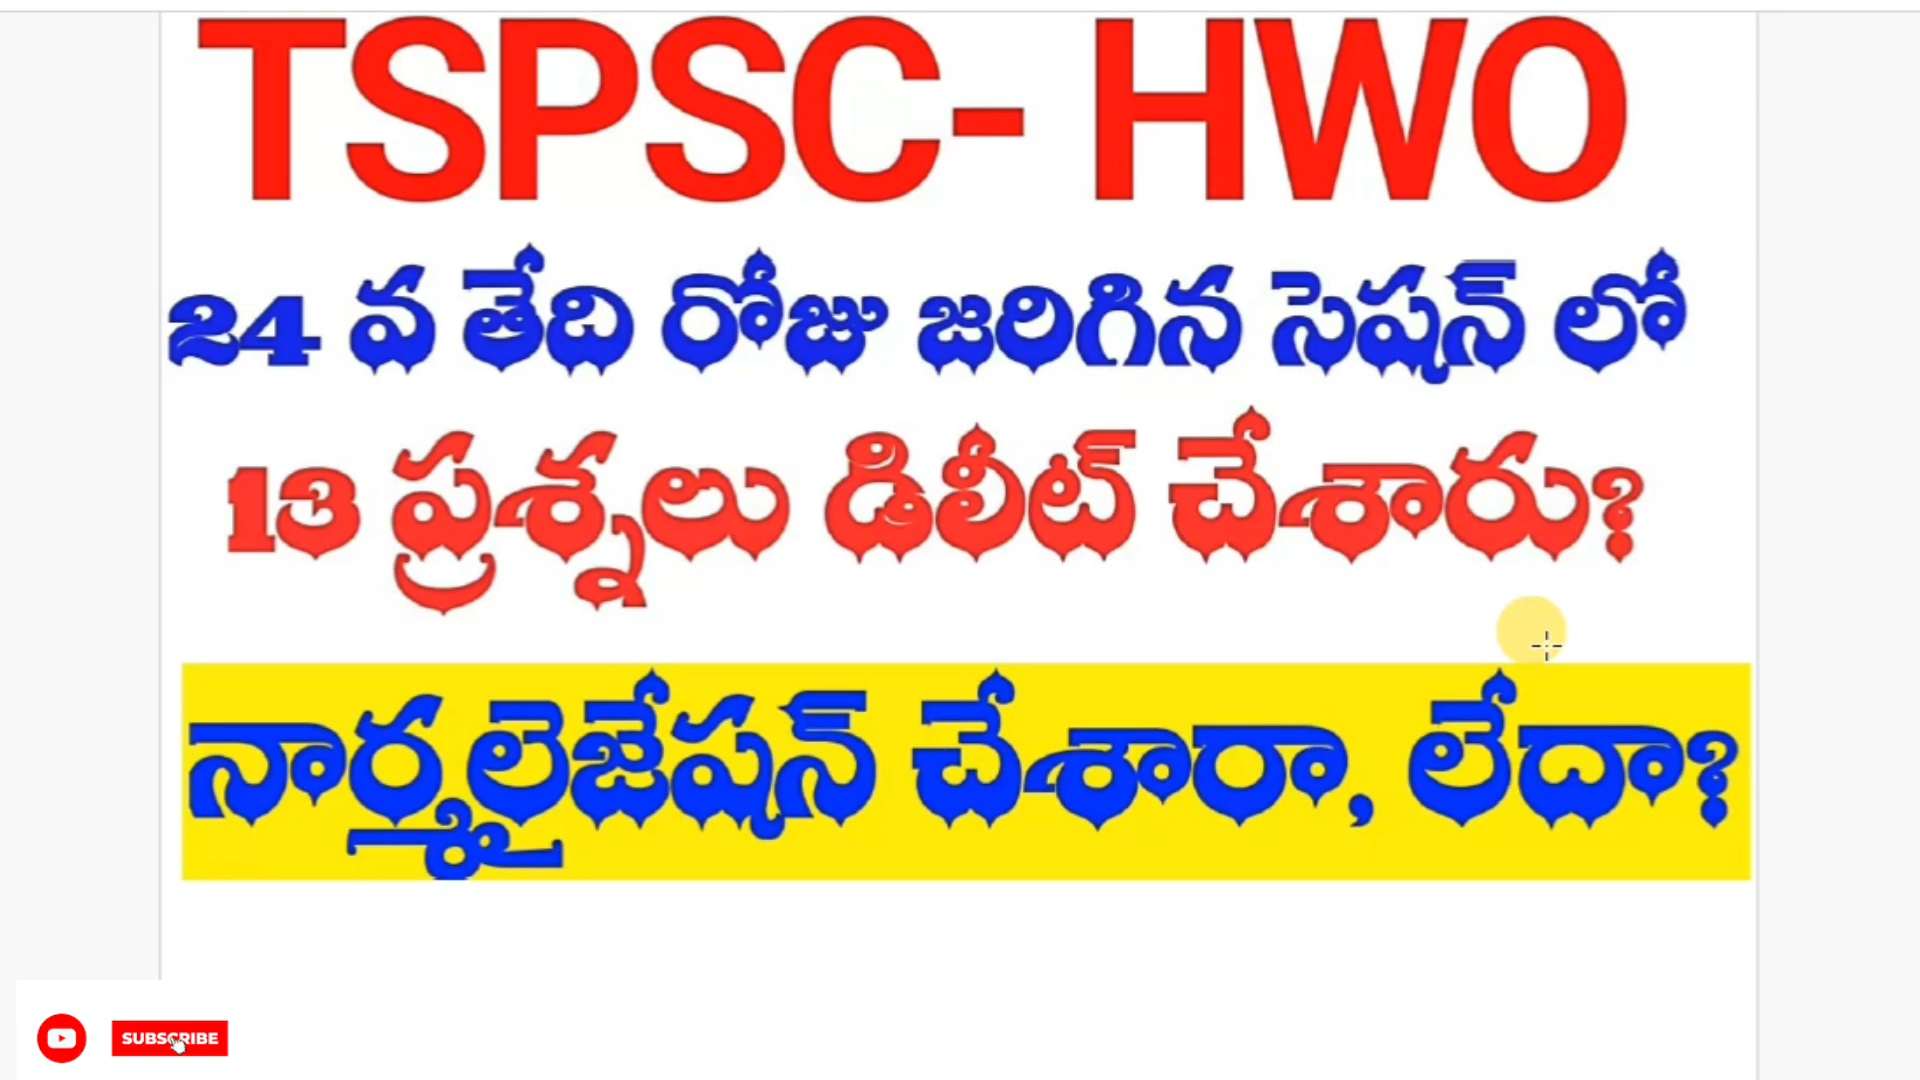 TSPSC- HWO
24 వ తేది రోజు జరిగిన సెషన్ లో
13 ప్రశ్నలు డిలీట్ చేశారు?
నార్మలైజేషన్ చేశారా, లేదా?
SUBSCRIBE